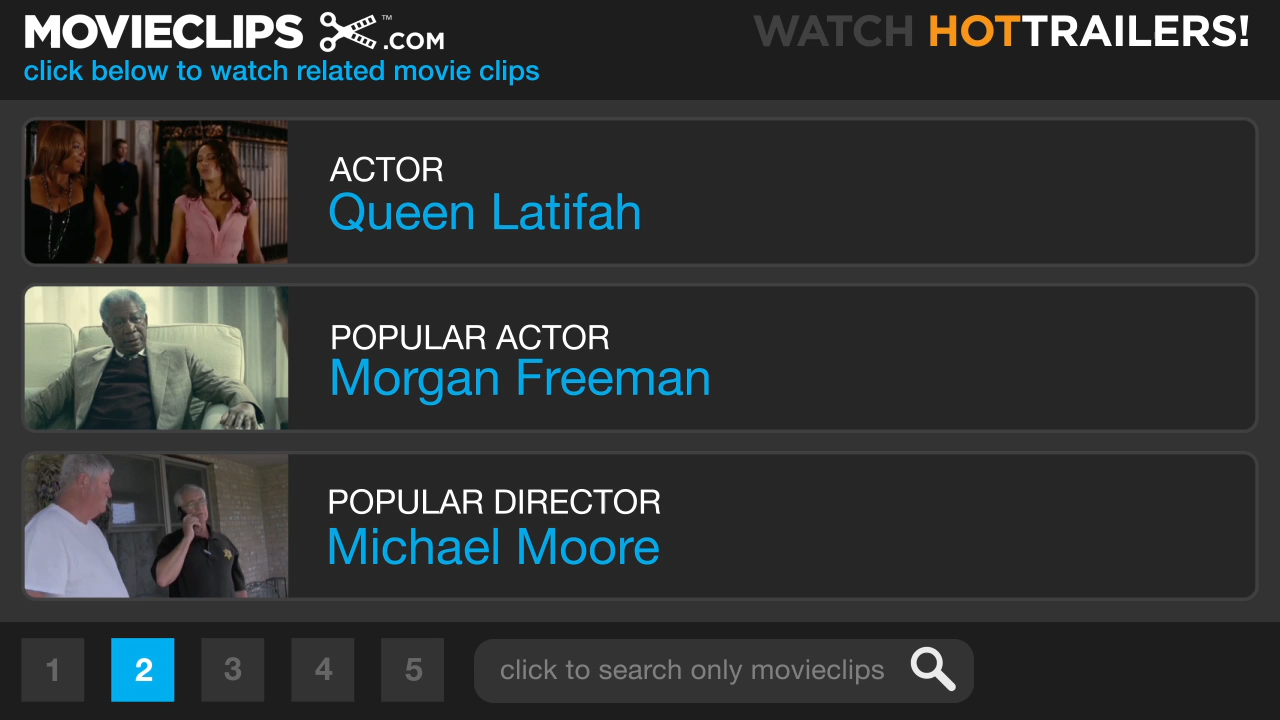 MOVIECLIPS ™ .COM
WATCH HOTTRAILERS!
click below to watch related movie clips
ACTOR
Queen Latifah
POPULAR ACTOR
Morgan Freeman
POPULAR DIRECTOR
Michael Moore
1 2 3 4 5 click to search only movieclips